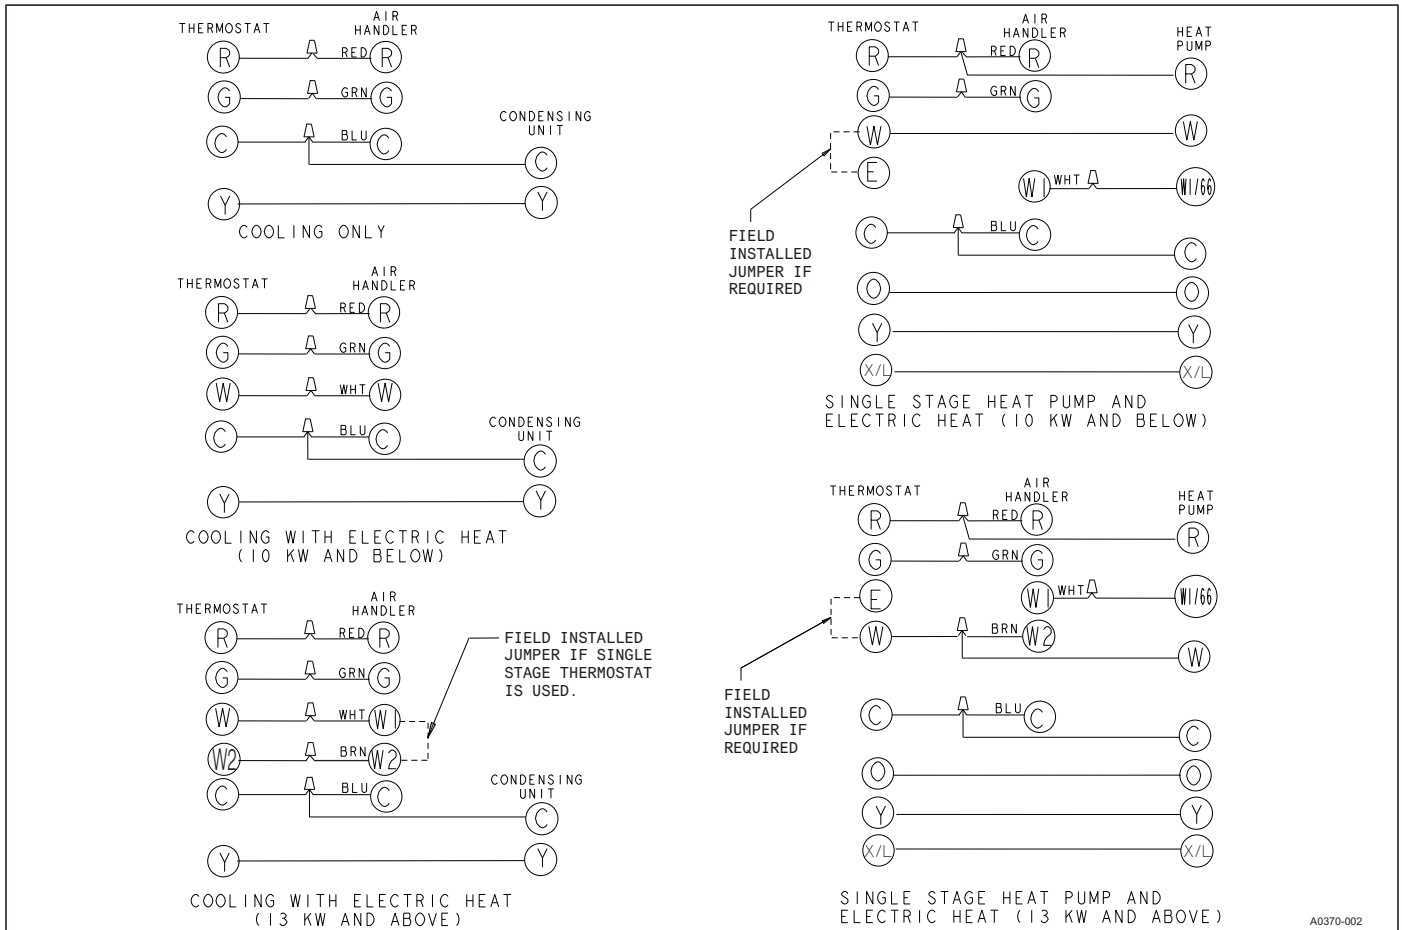 THERMOSTAT
AIR
HANDLER
R RED R
G GRN G
CONDENSING
UNIT
C BLU C
C
Y Y
COOLING ONLY
THERMOSTAT
AIR
HANDLER
R RED R
G GRN G
W WHT W
CONDENSING
UNIT
C BLU C
C
Y Y
COOLING WITH ELECTRIC HEAT
(10 KW AND BELOW)
THERMOSTAT
AIR
HANDLER
R RED R
G GRN G
W WHT W1
W2 BRN W2
FIELD INSTALLED
JUMPER IF SINGLE
STAGE THERMOSTAT
IS USED.
CONDENSING
UNIT
C BLU C
C
Y Y
COOLING WITH ELECTRIC HEAT
(13 KW AND ABOVE)
THERMOSTAT
AIR
HANDLER
HEAT
PUMP
R RED R
R
G GRN G
W W
E
W1 WHT W1/66
FIELD
INSTALLED
JUMPER IF
REQUIRED
C BLU C
C
O O
Y Y
X/L X/L
SINGLE STAGE HEAT PUMP AND
ELECTRIC HEAT (10 KW AND BELOW)
THERMOSTAT
AIR
HANDLER
HEAT
PUMP
R RED R
R
G GRN G
E W1 WHT W1/66
W BRN W2
W
FIELD
INSTALLED
JUMPER IF
REQUIRED
C BLU C
C
O O
Y Y
X/L X/L
SINGLE STAGE HEAT PUMP AND
ELECTRIC HEAT (13 KW AND ABOVE)
A0370-002